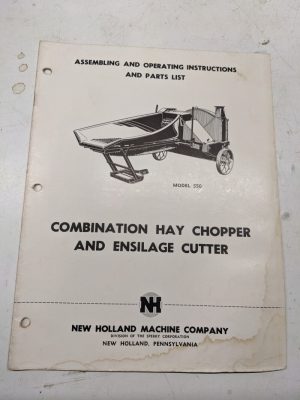 ASSEMBLING AND OPERATING INSTRUCTIONS
AND PARTS LIST
MODEL 550
COMBINATION HAY CHOPPER
AND ENSILAGE CUTTER
NH
NEW HOLLAND MACHINE COMPANY
DIVISION OF THE SPERRY CORPORATION
NEW HOLLAND, PENNSYLVANIA